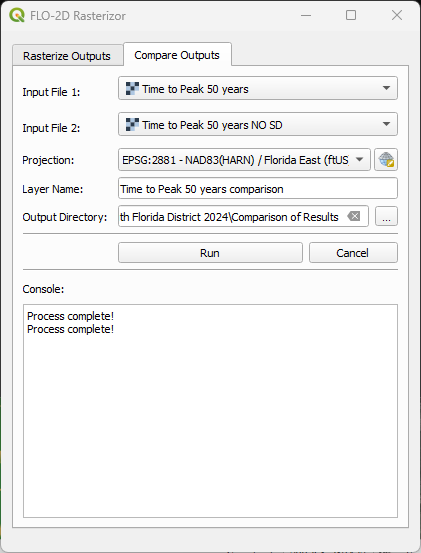 FLO-2D Rasterizor
Rasterize Outputs
Compare Outputs
Input File 1:
Time to Peak 50 years
Input File 2:
Time to Peak 50 years NO SD
Projection:
EPSG:2881 - NAD83(HARN) / Florida East (ftUS
Layer Name:
Time to Peak 50 years comparison
Output Directory:
th Florida District 2024\Comparison of Results
...
Run
Cancel
Console:
Process complete!
Process complete!